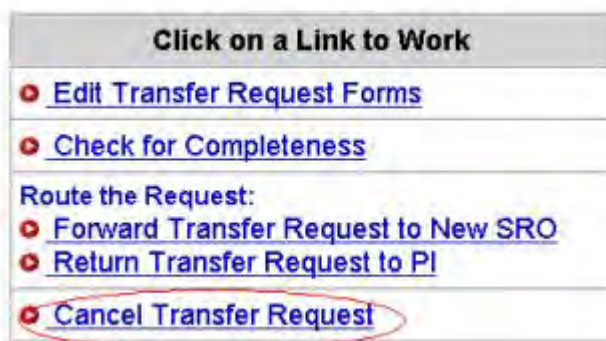 Click on a Link to Work
Edit Transfer Request Forms
Check for Completeness
Route the Request:
Forward Transfer Request to New SRO
Return Transfer Request to PI
Cancel Transfer Request